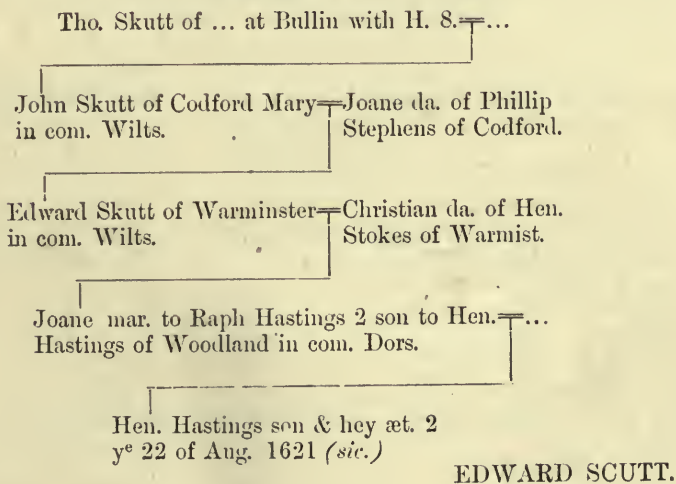 Tho. Skutt of ... at Bullin with H. 8.=...
John Skutt of Codford Mary=Joane da. of Phillip
in com. Wilts. Stephens of Codford.
Edward Skutt of Warminster=Christian da. of Hen.
in com. Wilts. Stokes of Warmist.
Joane mar. to Raph Hastings 2 son to Hen.=...
Hastings of Woodland in com. Dors.
Hen. Hastings son & hey æt. 2
yᵉ 22 of Aug. 1621 (sic.)
EDWARD SCUTT.